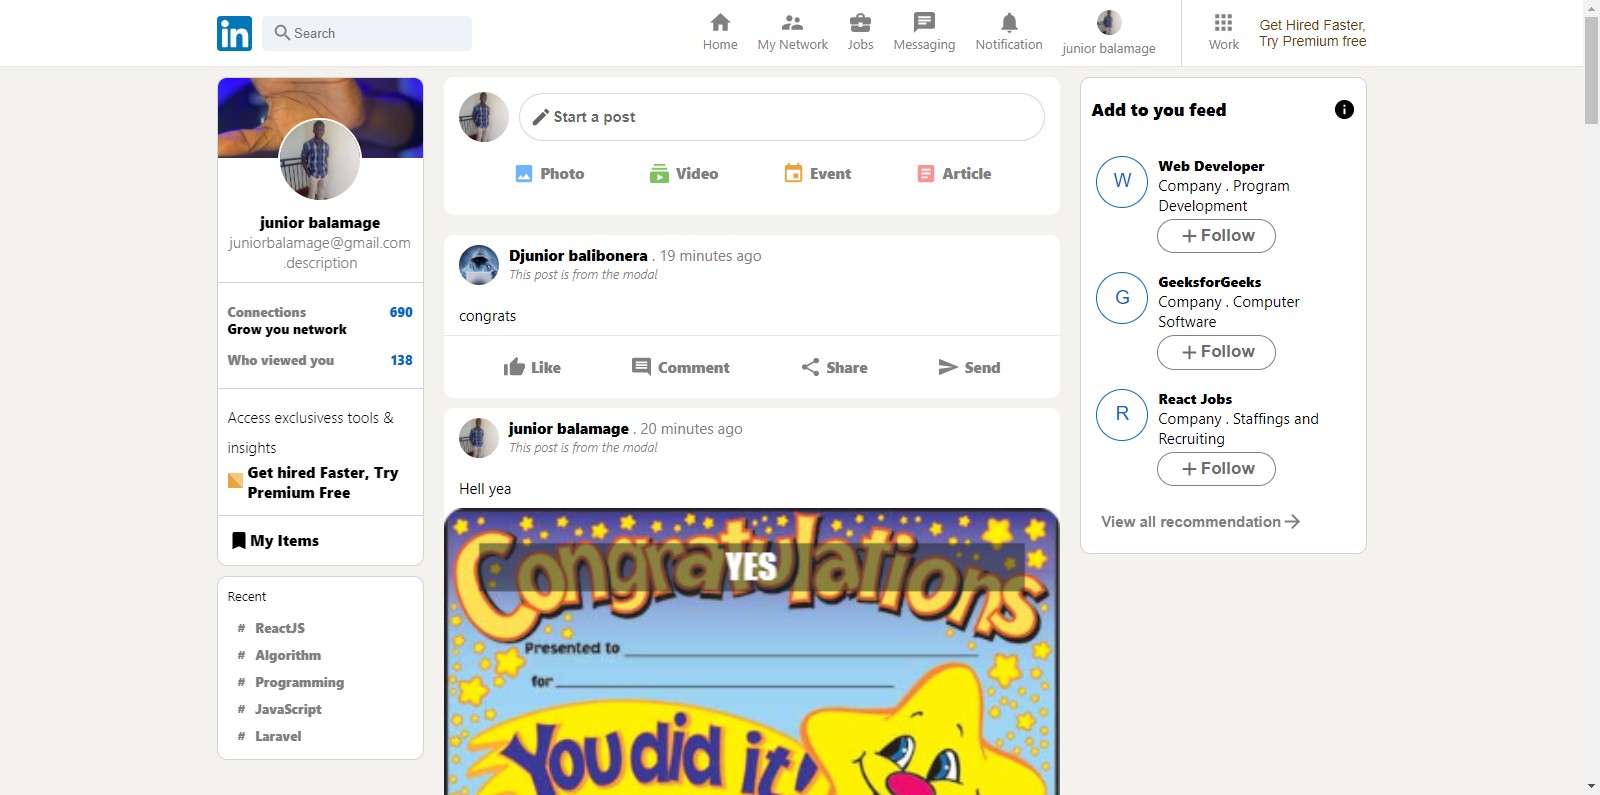 in
Search
Home
My Network
Jobs
Messaging
Notification
junior balamage
Work
Get Hired Faster,
Try Premium free
junior balamage
juniorbalamage@gmail.com
.description
Connections 690
Grow you network
Who viewed you 138
Access exclusivess tools &
insights
Get hired Faster, Try
Premium Free
My Items
Recent
# ReactJS
# Algorithm
# Programming
# JavaScript
# Laravel
Start a post
Photo
Video
Event
Article
Djunior balibonera . 19 minutes ago
This post is from the modal
congrats
Like
Comment
Share
Send
junior balamage . 20 minutes ago
This post is from the modal
Hell yea
Congratulations
YES
Presented to
for
You did it!
Add to you feed
W
Web Developer
Company . Program
Development
+ Follow
G
GeeksforGeeks
Company . Computer
Software
+ Follow
R
React Jobs
Company . Staffings and
Recruiting
+ Follow
View all recommendation